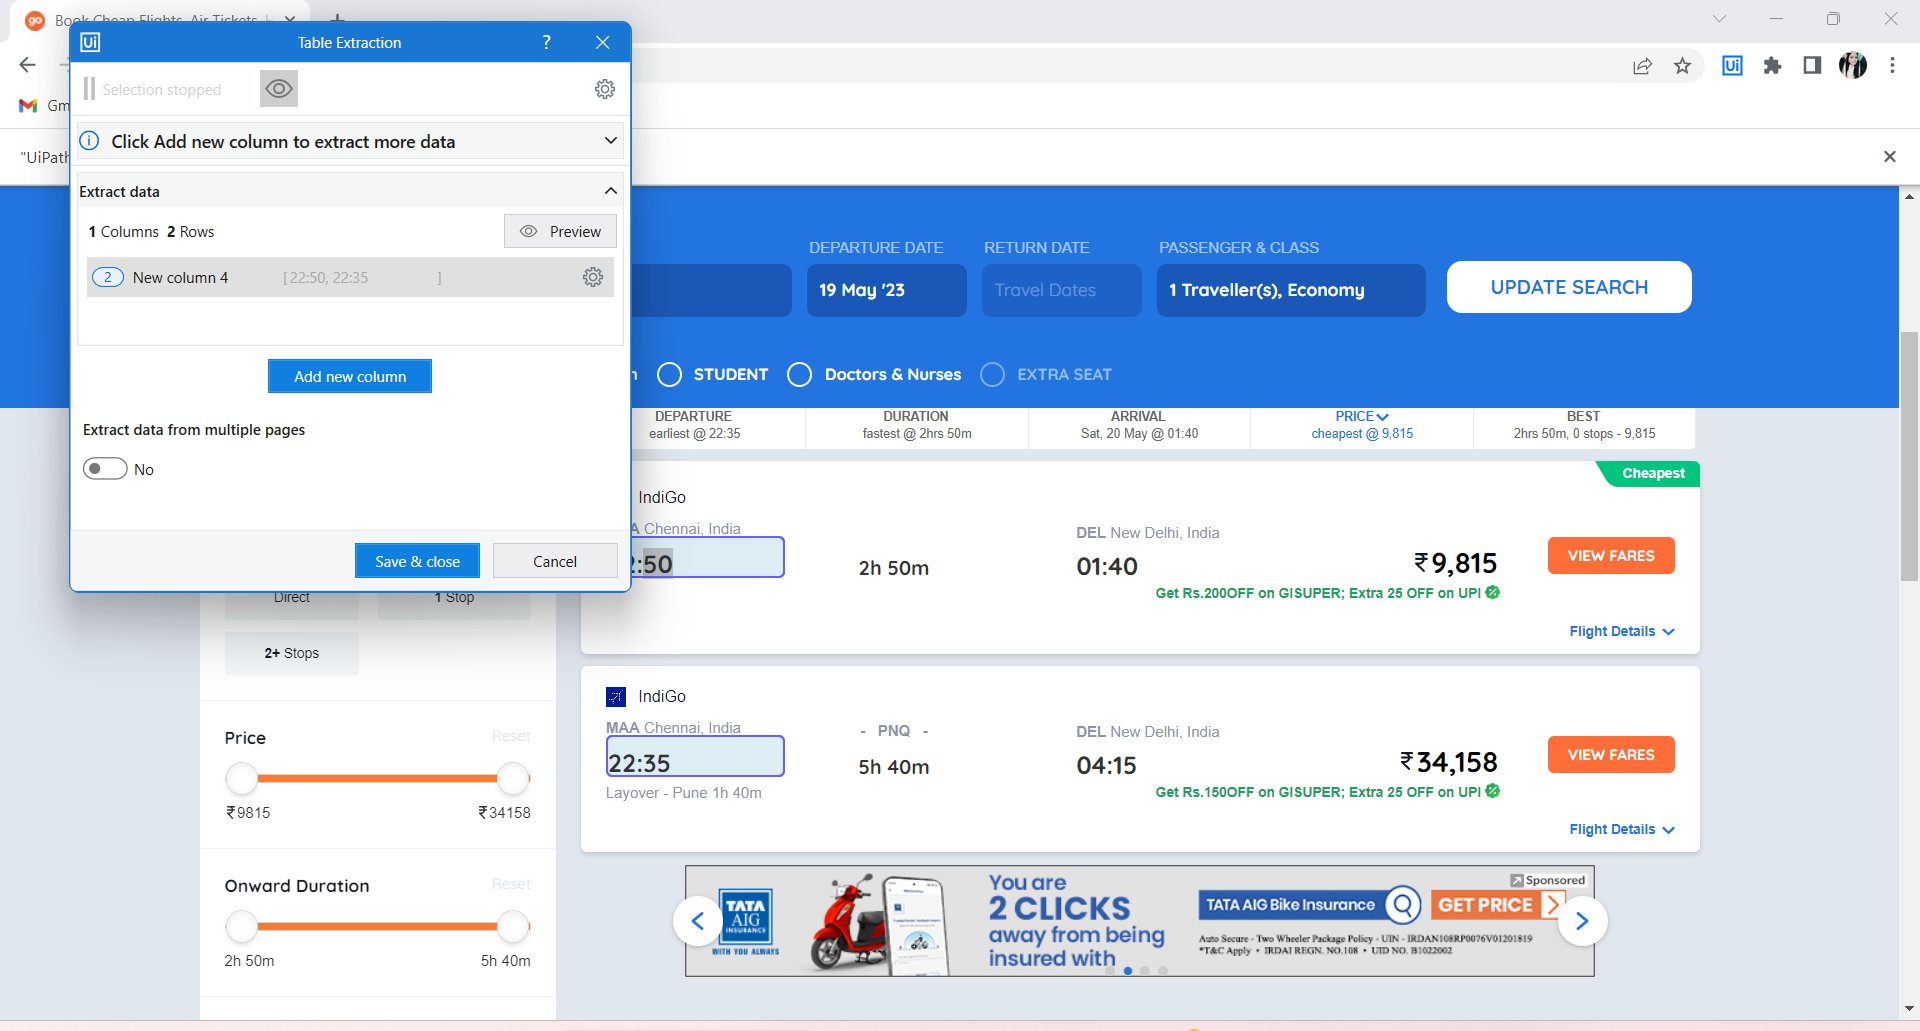 go Book Cheap Flights, Air Tickets
Ui Table Extraction ?
Selection stopped
Ui
Gm
Click Add new column to extract more data
"UiPath
Extract data
1 Columns 2 Rows
Preview
2 New column 4 [ 22:50, 22:35 ]
Add new column
Extract data from multiple pages
No
Save & close
Cancel
DEPARTURE DATE RETURN DATE PASSENGER & CLASS
19 May '23 Travel Dates 1 Traveller(s), Economy UPDATE SEARCH
n STUDENT Doctors & Nurses EXTRA SEAT
DEPARTURE DURATION ARRIVAL PRICE BEST
earliest @ 22:35 fastest @ 2hrs 50m Sat, 20 May @ 01:40 cheapest @ 9,815 2hrs 50m, 0 stops - 9,815
Cheapest
IndiGo
A Chennai, India DEL New Delhi, India
:50 2h 50m 01:40 ₹9,815 VIEW FARES
Get Rs.200OFF on GISUPER; Extra 25 OFF on UPI
Flight Details
Direct 1 Stop
2+ Stops
IndiGo
MAA Chennai, India - PNQ - DEL New Delhi, India
22:35 5h 40m 04:15 ₹34,158 VIEW FARES
Layover - Pune 1h 40m Get Rs.150OFF on GISUPER; Extra 25 OFF on UPI
Flight Details
Price Reset
₹9815 ₹34158
Onward Duration Reset
2h 50m 5h 40m
Sponsored
TATA
AIG
INSURANCE
WITH YOU ALWAYS
You are
2 CLICKS
away from being
insured with
TATA AIG Bike Insurance GET PRICE
Auto Secure - Two Wheeler Package Policy - UIN - IRDAN108RP0076V01201819
*T&C Apply • IRDAI REGN. NO.108 • UID NO. B1022002